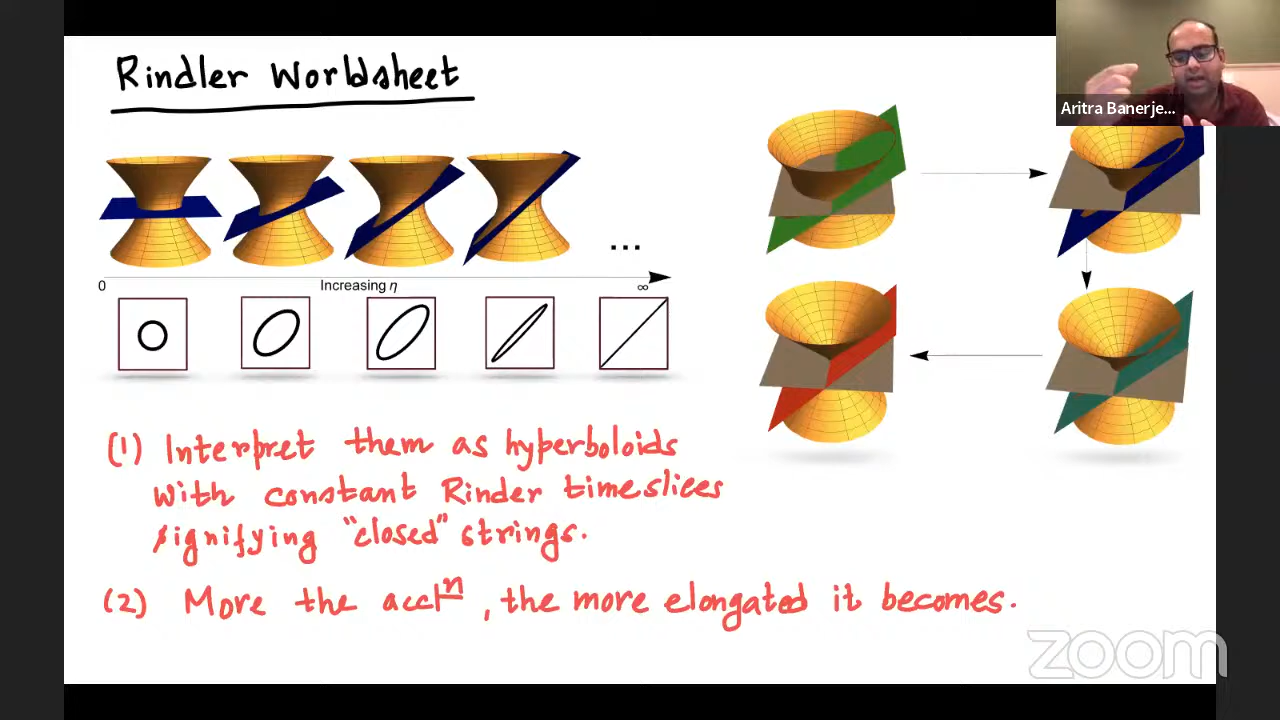 Rindler Worldsheet
Aritra Banerje...
...
0
Increasing η
∞
(1) Interpret them as hyperboloids
with constant Rinder timeslices
signifying "closed" strings.
(2) More the accl^n, the more elongated it becomes.
zoom